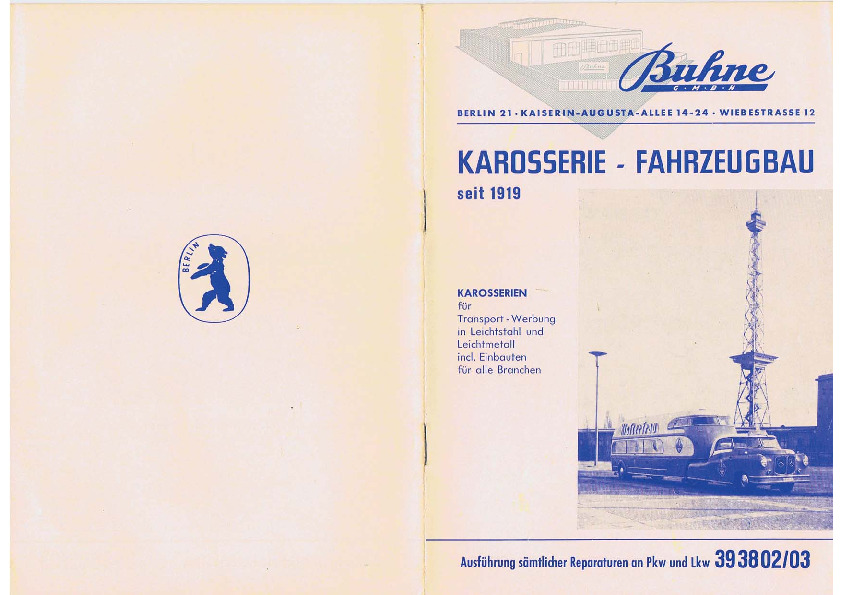 BERLIN
Buhne
G·M·B·H
BERLIN 21 · KAISERIN-AUGUSTA-ALLEE 14-24 · WIEBESTRASSE 12
KAROSSERIE - FAHRZEUGBAU
seit 1919
KAROSSERIEN
für
Transport - Werbung
in Leichtstahl und
Leichtmetall
incl. Einbauten
für alle Branchen
Ausführung sämtlicher Reparaturen an Pkw und Lkw 39 38 02/03